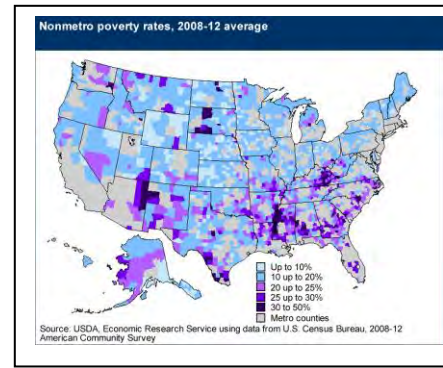 Nonmetro poverty rates, 2008-12 average
Up to 10%
10 up to 20%
20 up to 25%
25 up to 30%
30 to 50%
Metro counties
Source: USDA, Economic Research Service using data from U.S. Census Bureau, 2008-12
American Community Survey